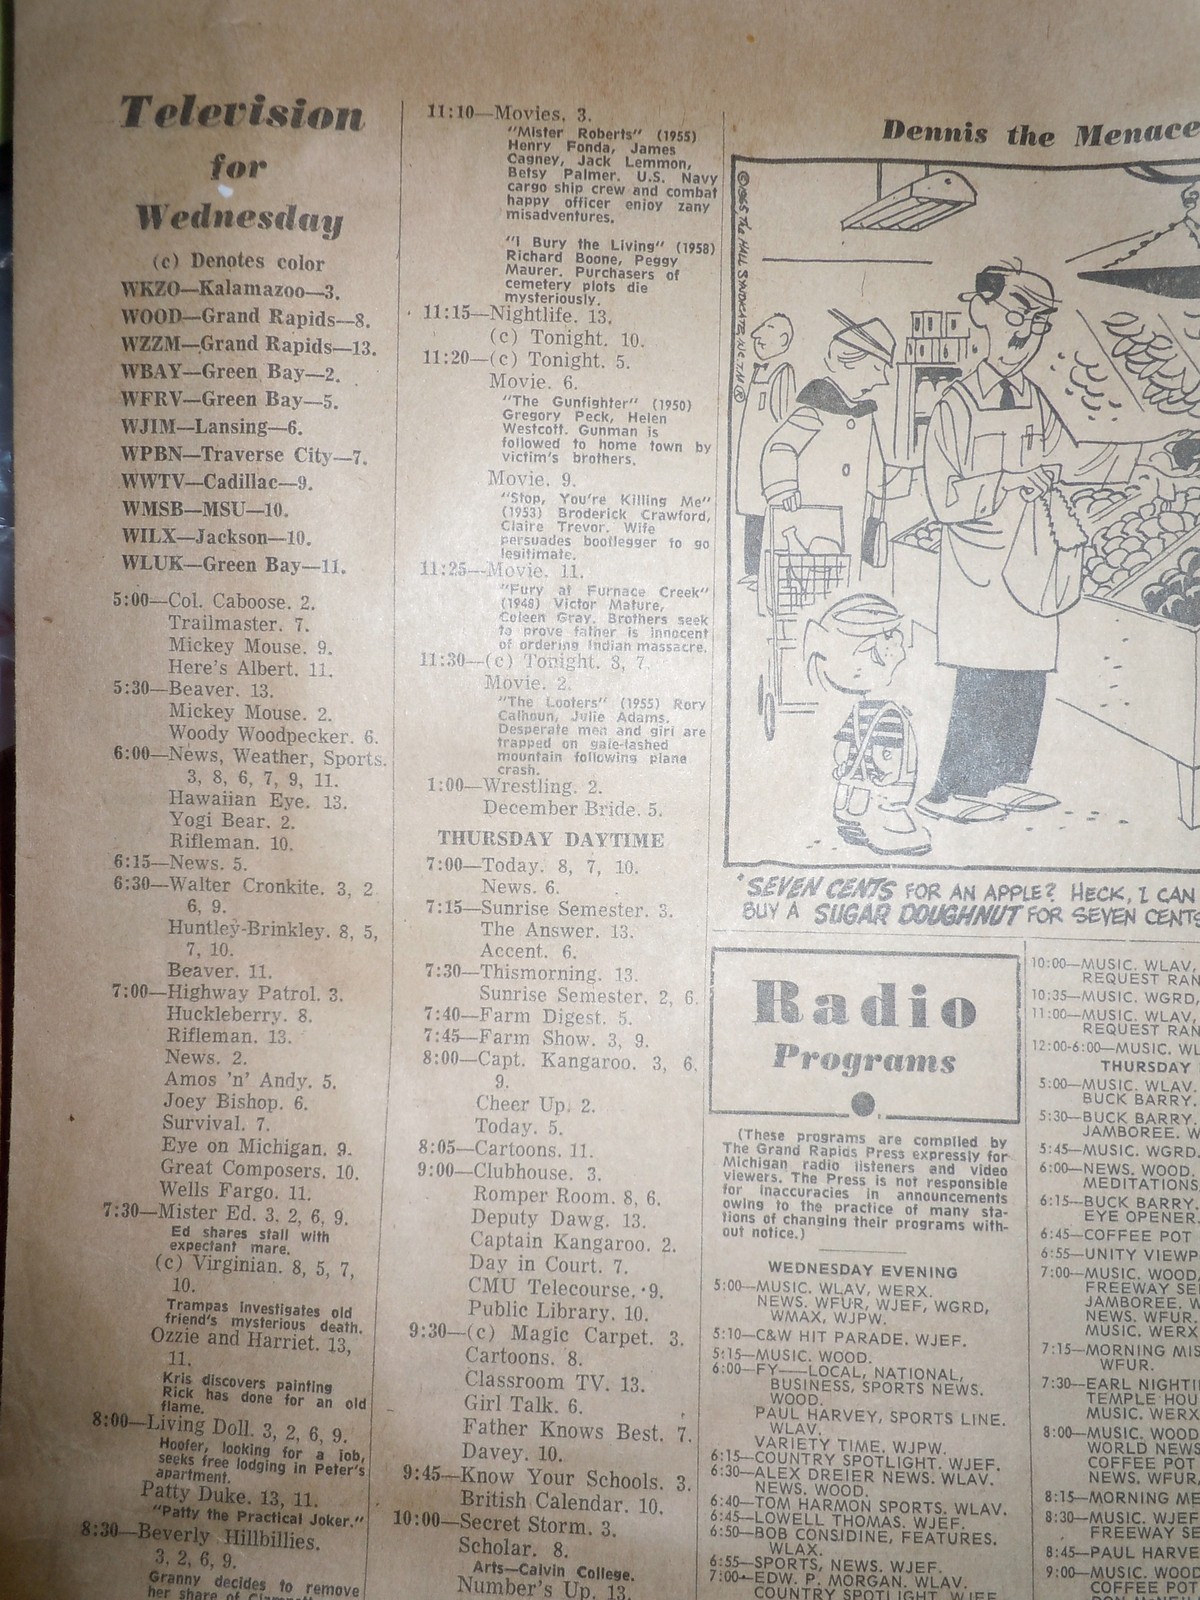 Television
for
Wednesday
(c) Denotes color
WKZO—Kalamazoo—3.
WOOD—Grand Rapids—8.
WZZM—Grand Rapids—13.
WBAY—Green Bay—2.
WFRV—Green Bay—5.
WJIM—Lansing—6.
WPBN—Traverse City—7.
WWTV—Cadillac—9.
WMSB—MSU—10.
WILX—Jackson—10.
WLUK—Green Bay—11.
5:00—Col. Caboose. 2.
Trailmaster. 7.
Mickey Mouse. 9.
Here's Albert. 11.
5:30—Beaver. 13.
Mickey Mouse. 2.
Woody Woodpecker. 6.
6:00—News, Weather, Sports.
3, 8, 6, 7, 9, 11.
Hawaiian Eye. 13.
Yogi Bear. 2.
Rifleman. 10.
6:15—News. 5.
6:30—Walter Cronkite. 3, 2
6, 9.
Huntley-Brinkley. 8, 5,
7, 10.
Beaver. 11.
7:00—Highway Patrol. 3.
Huckleberry. 8.
Rifleman. 13.
News. 2.
Amos 'n' Andy. 5.
Joey Bishop. 6.
Survival. 7.
Eye on Michigan. 9.
Great Composers. 10.
Wells Fargo. 11.
7:30—Mister Ed. 3, 2, 6, 9.
Ed shares stall with
expectant mare.
(c) Virginian. 8, 5, 7,
10.
Trampas investigates old
friend's mysterious death.
Ozzie and Harriet. 13,
11.
Kris discovers painting
Rick has done for an old
flame.
8:00—Living Doll. 3, 2, 6, 9.
Hoofer, looking for a job,
seeks free lodging in Peter's
apartment.
Patty Duke. 13, 11.
"Patty the Practical Joker."
8:30—Beverly Hillbillies.
3, 2, 6, 9.
Granny decides to remove
her share of
11:10—Movies. 3.
"Mister Roberts" (1955)
Henry Fonda, James
Cagney, Jack Lemmon,
Betsy Palmer. U.S. Navy
cargo ship crew and combat
happy officer enjoy zany
misadventures.
"I Bury the Living" (1958)
Richard Boone, Peggy
Maurer. Purchasers of
cemetery plots die
mysteriously.
11:15—Nightlife. 13.
(c) Tonight. 10.
11:20—(c) Tonight. 5.
Movie. 6.
"The Gunfighter" (1950)
Gregory Peck, Helen
Westcott. Gunman is
followed to home town by
victim's brothers.
Movie. 9.
"Stop, You're Killing Me"
(1953) Broderick Crawford,
Claire Trevor. Wife
persuades bootlegger to go
legitimate.
11:25—Movie. 11.
"Fury at Furnace Creek"
(1948) Victor Mature,
Coleen Gray. Brothers seek
to prove father is innocent
of ordering Indian massacre.
11:30—(c) Tonight. 8, 7.
Movie. 2.
"The Looters" (1955) Rory
Calhoun, Julie Adams.
Desperate men and girl are
trapped on gale-lashed
mountain following plane
crash.
1:00—Wrestling. 2.
December Bride. 5.
THURSDAY DAYTIME
7:00—Today. 8, 7, 10.
News. 6.
7:15—Sunrise Semester. 3.
The Answer. 13.
Accent. 6.
7:30—Thismorning. 13.
Sunrise Semester. 2, 6.
7:40—Farm Digest. 5.
7:45—Farm Show. 3, 9.
8:00—Capt. Kangaroo. 3, 6,
9.
Cheer Up. 2.
Today. 5.
8:05—Cartoons. 11.
9:00—Clubhouse. 3.
Romper Room. 8, 6.
Deputy Dawg. 13.
Captain Kangaroo. 2.
Day in Court. 7.
CMU Telecourse. 9.
Public Library. 10.
9:30—(c) Magic Carpet. 3.
Cartoons. 8.
Classroom TV. 13.
Girl Talk. 6.
Father Knows Best. 7.
Davey. 10.
9:45—Know Your Schools. 3.
British Calendar. 10.
10:00—Secret Storm. 3.
Scholar. 8.
Arts—Calvin College.
Number's Up. 13.
Dennis the Menace
© 1965, The HALL SYNDICATE, INC. T.M. ®
"SEVEN CENTS FOR AN APPLE? HECK, I CAN
BUY A SUGAR DOUGHNUT FOR SEVEN CENTS
Radio
Programs
(These programs are compiled by
The Grand Rapids Press expressly for
Michigan radio listeners and video
viewers. The Press is not responsible
for inaccuracies in announcements
owing to the practice of many sta-
tions of changing their programs with-
out notice.)
WEDNESDAY EVENING
5:00—MUSIC. WLAV, WERX.
NEWS. WFUR, WJEF, WGRD,
WMAX, WJPW.
5:10—C&W HIT PARADE. WJEF.
5:15—MUSIC. WOOD.
6:00—FY——LOCAL, NATIONAL,
BUSINESS, SPORTS NEWS.
WOOD.
PAUL HARVEY, SPORTS LINE.
WLAV.
VARIETY TIME. WJPW.
6:15—COUNTRY SPOTLIGHT. WJEF.
6:30—ALEX DREIER NEWS. WLAV.
NEWS. WOOD.
6:40—TOM HARMON SPORTS. WLAV.
6:45—LOWELL THOMAS. WJEF.
6:50—BOB CONSIDINE, FEATURES.
WLAX.
6:55—SPORTS, NEWS. WJEF.
7:00—EDW. P. MORGAN. WLAV.
COUNTRY SPOTLIGHT. WJEF
10:00—MUSIC. WLAV,
REQUEST RAN
10:35—MUSIC. WGRD,
11:00—MUSIC. WLAV,
REQUEST RAN
12:00-6:00—MUSIC. WL
THURSDAY
5:00—MUSIC. WLAV.
BUCK BARRY.
5:30—BUCK BARRY.
JAMBOREE. W
5:45—MUSIC. WGRD.
6:00—NEWS. WOOD.
MEDITATIONS,
6:15—BUCK BARRY.
EYE OPENER.
6:45—COFFEE POT
6:55—UNITY VIEWP
7:00—MUSIC. WOOD,
FREEWAY SE
JAMBOREE. W
NEWS. WFUR.
MUSIC. WERX
7:15—MORNING MIS
WFUR.
7:30—EARL NIGHTI
TEMPLE HOU
MUSIC. WERX
8:00—MUSIC. WOOD
WORLD NEWS
COFFEE POT
NEWS. WFUR,
8:15—MORNING ME
8:30—MUSIC. WJEF
FREEWAY SE
8:45—PAUL HARVE
9:00—MUSIC. WOOD
COFFEE POT